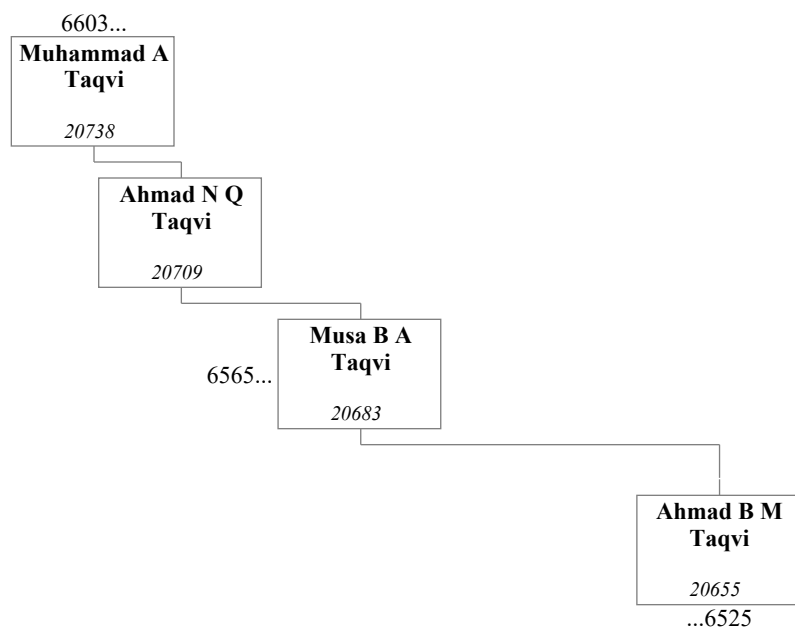 6603...
Muhammad A
Taqvi
20738
Ahmad N Q
Taqvi
20709
Musa B A
Taqvi
6565...
20683
Ahmad B M
Taqvi
20655
...6525